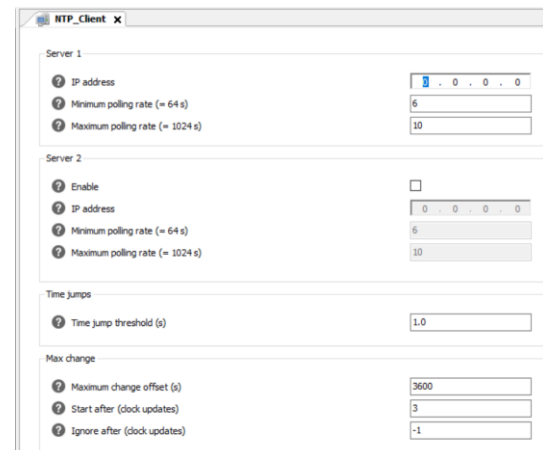 NTP_Client x
Server 1
? IP address 0 . 0 . 0 . 0
? Minimum polling rate (= 64 s) 6
? Maximum polling rate (= 1024 s) 10
Server 2
? Enable
? IP address 0 . 0 . 0 . 0
? Minimum polling rate (= 64 s) 6
? Maximum polling rate (= 1024 s) 10
Time jumps
? Time jump threshold (s) 1.0
Max change
? Maximum change offset (s) 3600
? Start after (clock updates) 3
? Ignore after (clock updates) -1